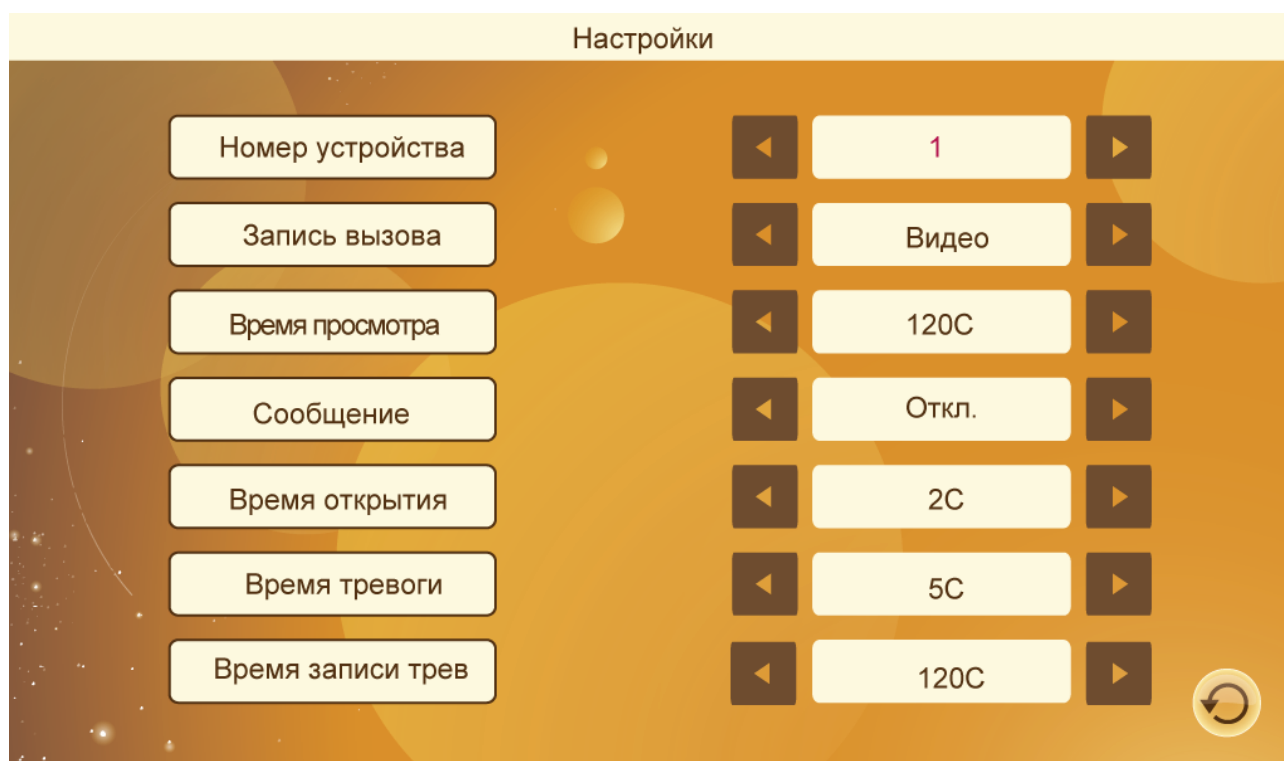 Настройки
Номер устройства 1
Запись вызова Видео
Время просмотра 120С
Сообщение Откл.
Время открытия 2С
Время тревоги 5С
Время записи трев 120С